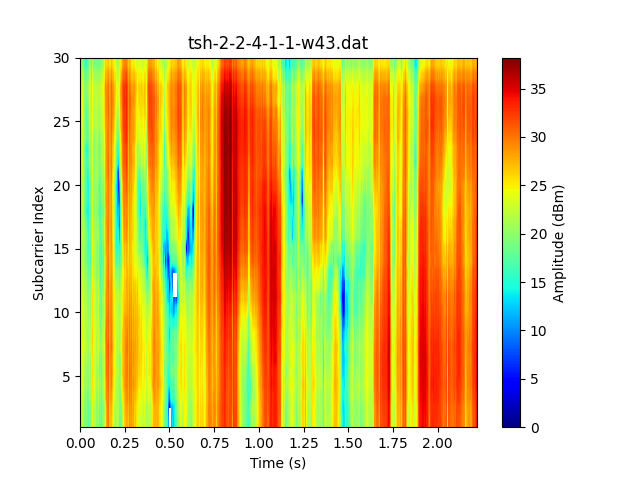 tsh-2-2-4-1-1-w43.dat
30
25
20
15
10
5
Subcarrier Index
0.00 0.25 0.50 0.75 1.00 1.25 1.50 1.75 2.00
Time (s)
35
30
25
20
15
10
5
0
Amplitude (dBm)